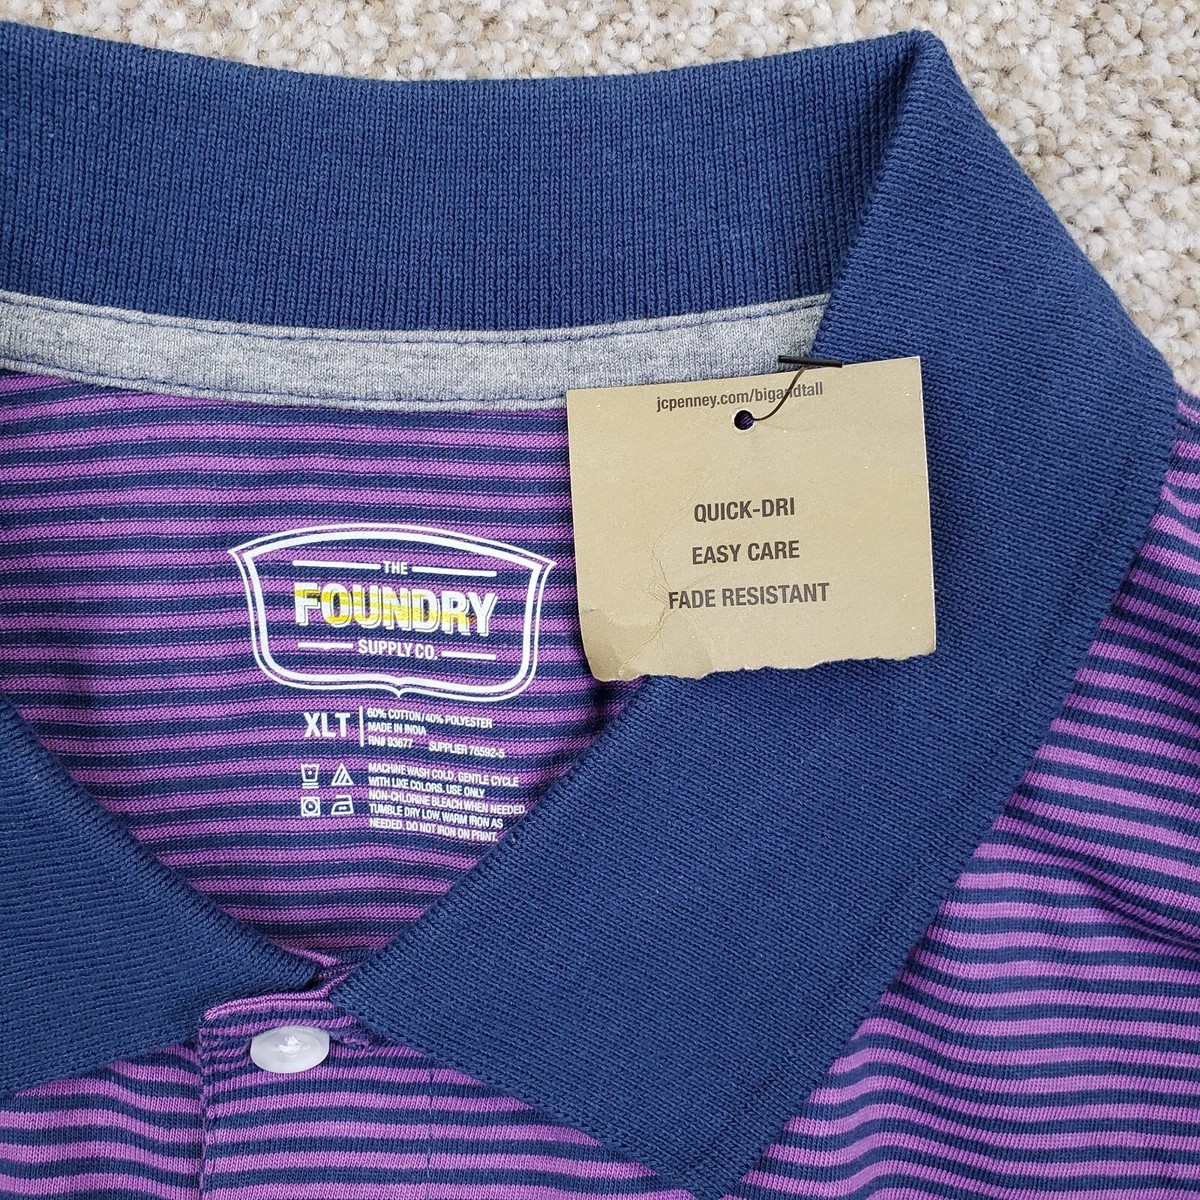 jcpenney.com/bigandtall
QUICK-DRI
EASY CARE
FADE RESISTANT
THE
FOUNDRY
SUPPLY CO.
XLT
60% COTTON/40% POLYESTER
MADE IN INDIA
RN# 93677 SUPPLIER 76592-5
MACHINE WASH COLD, GENTLE CYCLE
WITH LIKE COLORS. USE ONLY
NON-CHLORINE BLEACH WHEN NEEDED.
TUMBLE DRY LOW. WARM IRON AS
NEEDED. DO NOT IRON ON PRINT.